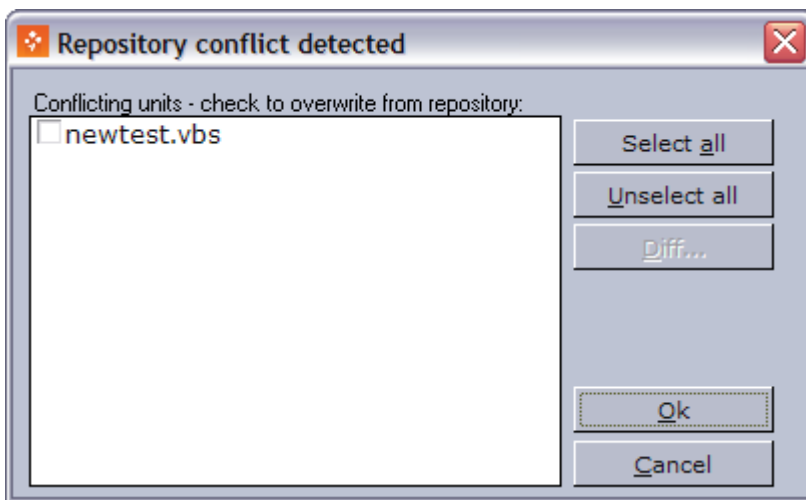 Repository conflict detected
Conflicting units - check to overwrite from repository:
newtest.vbs
Select all
Unselect all
Diff...
Ok
Cancel